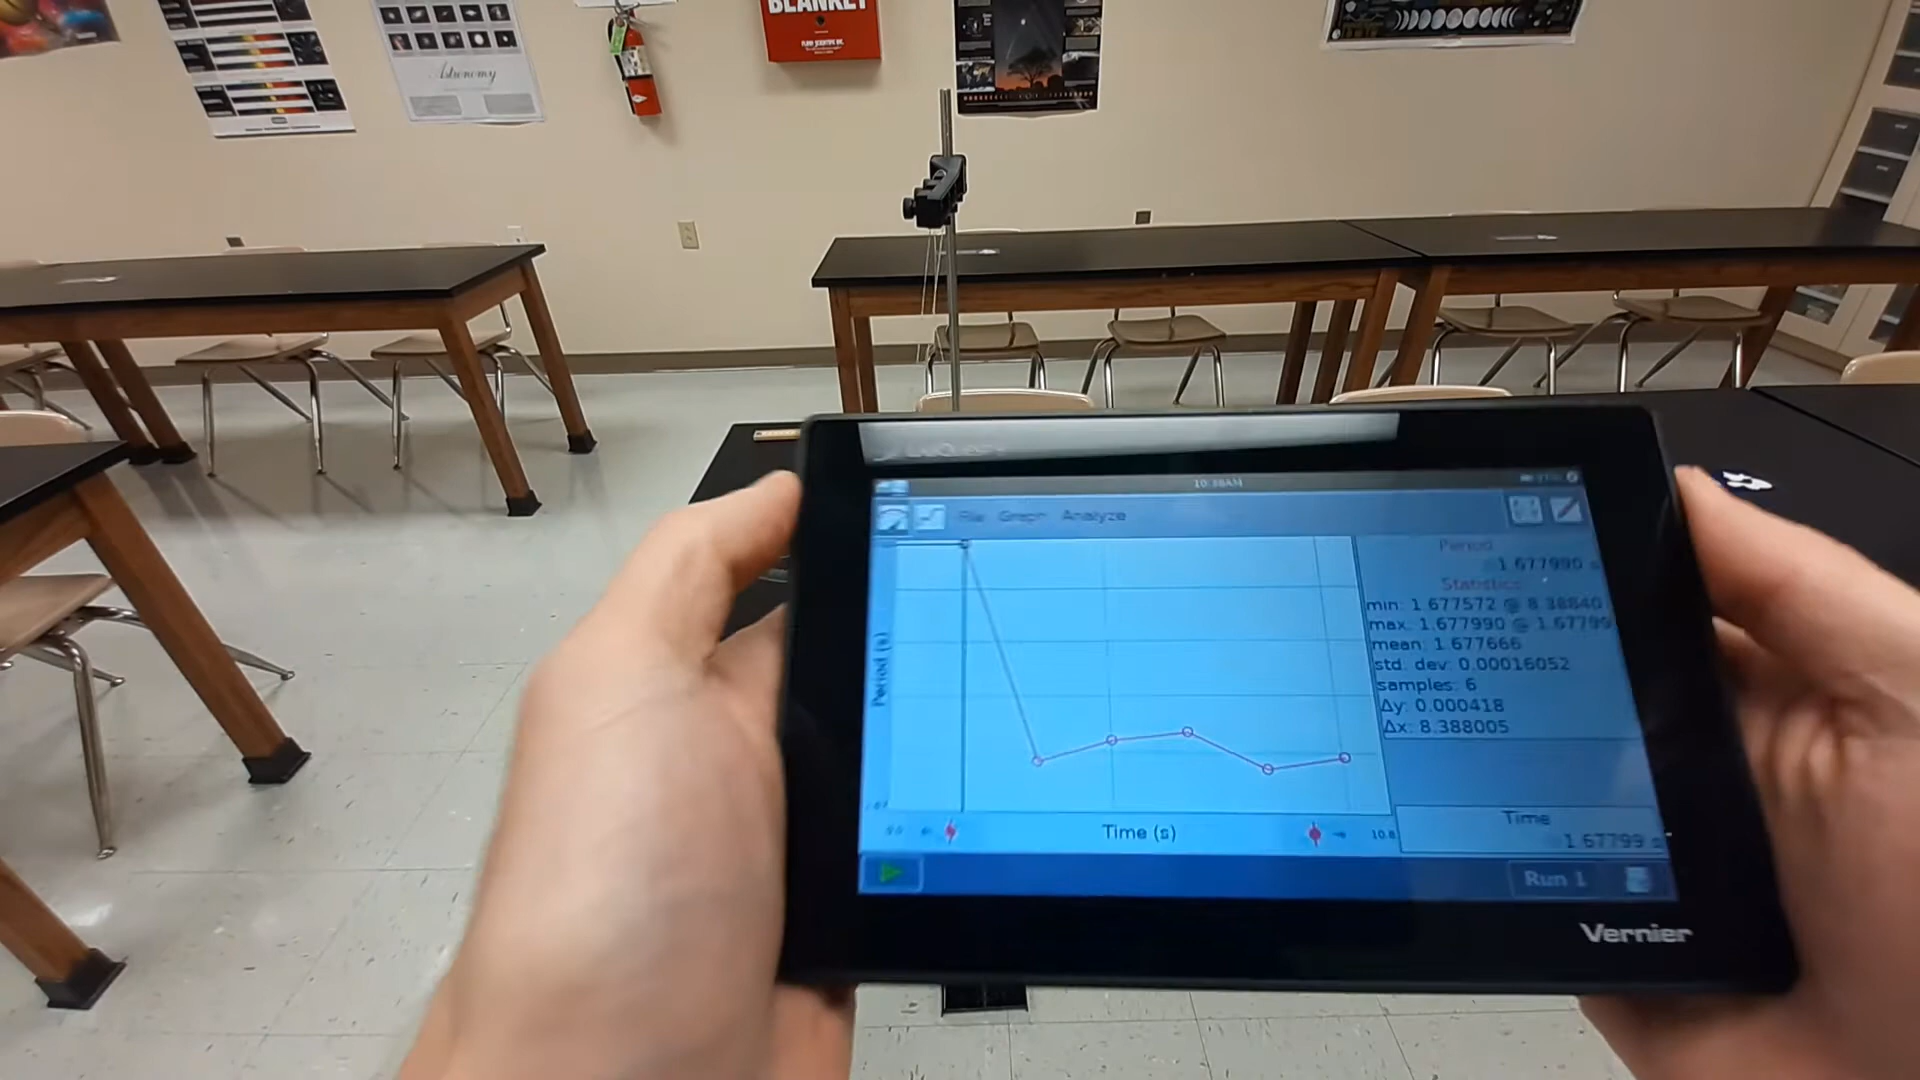 BLANKET
Astronomy
LabQuest
10:38AM
File Graph Analyze
Period
1.677990 s
Statistics
min: 1.677572 @ 8.38840
max: 1.677990 @ 1.67799
mean: 1.677666
std. dev: 0.00016052
samples: 6
Δy: 0.000418
Δx: 8.388005
Period (s)
Time (s)
10.8
Time
1.67799 s
Run 1
Vernier